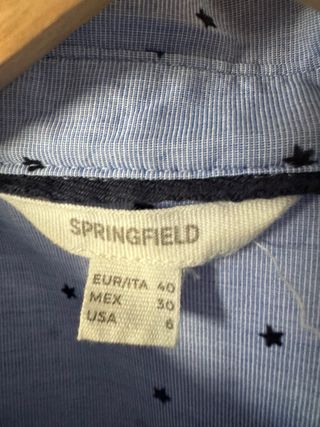 SPRINGFIELD
EUR/ITA 40
MEX 30
USA 6